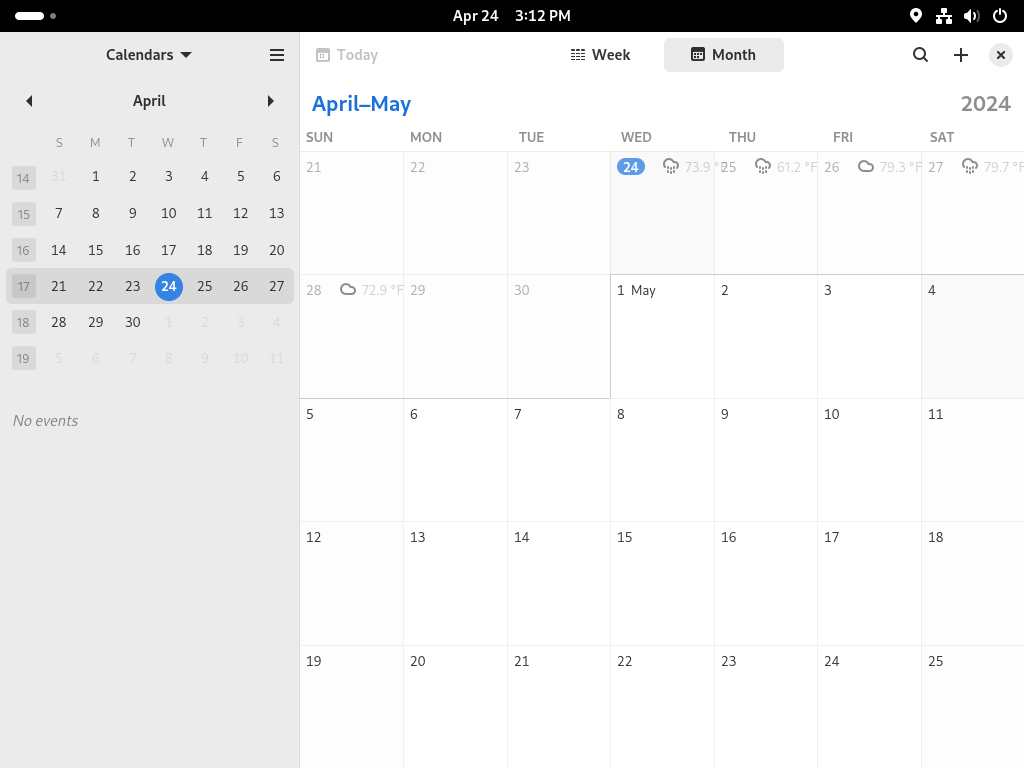 Apr 24 3:12 PM
Calendars
Today Week Month
April
April–May 2024
SUN MON TUE WED THU FRI SAT
S M T W T F S
14 31 1 2 3 4 5 6
15 7 8 9 10 11 12 13
16 14 15 16 17 18 19 20
17 21 22 23 24 25 26 27
18 28 29 30 1 2 3 4
19 5 6 7 8 9 10 11
No events
21 22 23 24 73.9 °F 25 61.2 °F 26 79.3 °F 27 79.7 °F
28 72.9 °F 29 30 1 May 2 3 4
5 6 7 8 9 10 11
12 13 14 15 16 17 18
19 20 21 22 23 24 25